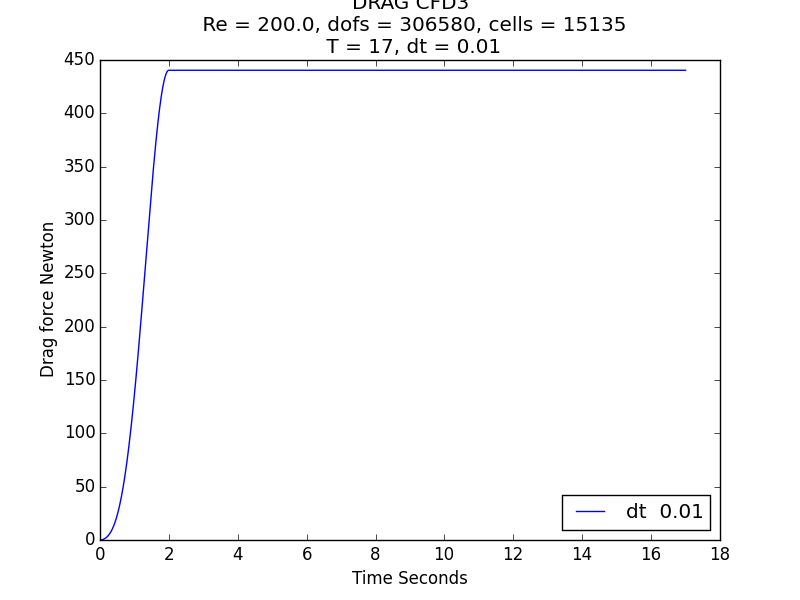 DRAG CFD3
Re = 200.0, dofs = 306580, cells = 15135
T = 17, dt = 0.01
450
400
350
300
250
200
150
100
50
0
Drag force Newton
dt 0.01
0 2 4 6 8 10 12 14 16 18
Time Seconds